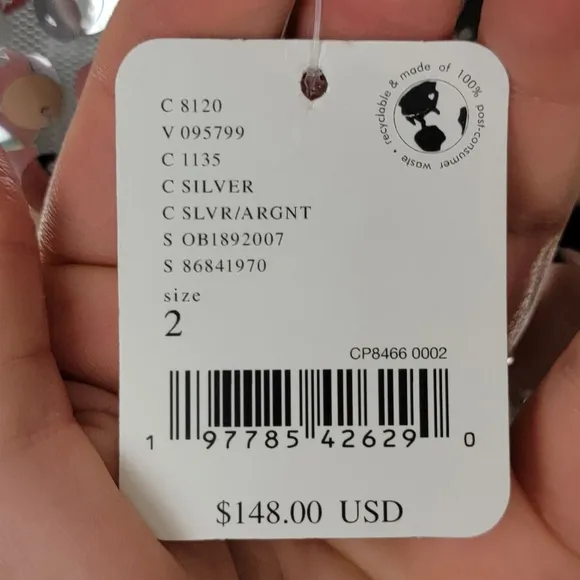 C 8120
V 095799
C 1135
C SILVER
C SLVR/ARGNT
S OB1892007
S 86841970
size
2
recyclable & made of 100% post-consumer waste •
CP8466 0002
1 97785 42629 0
$148.00 USD